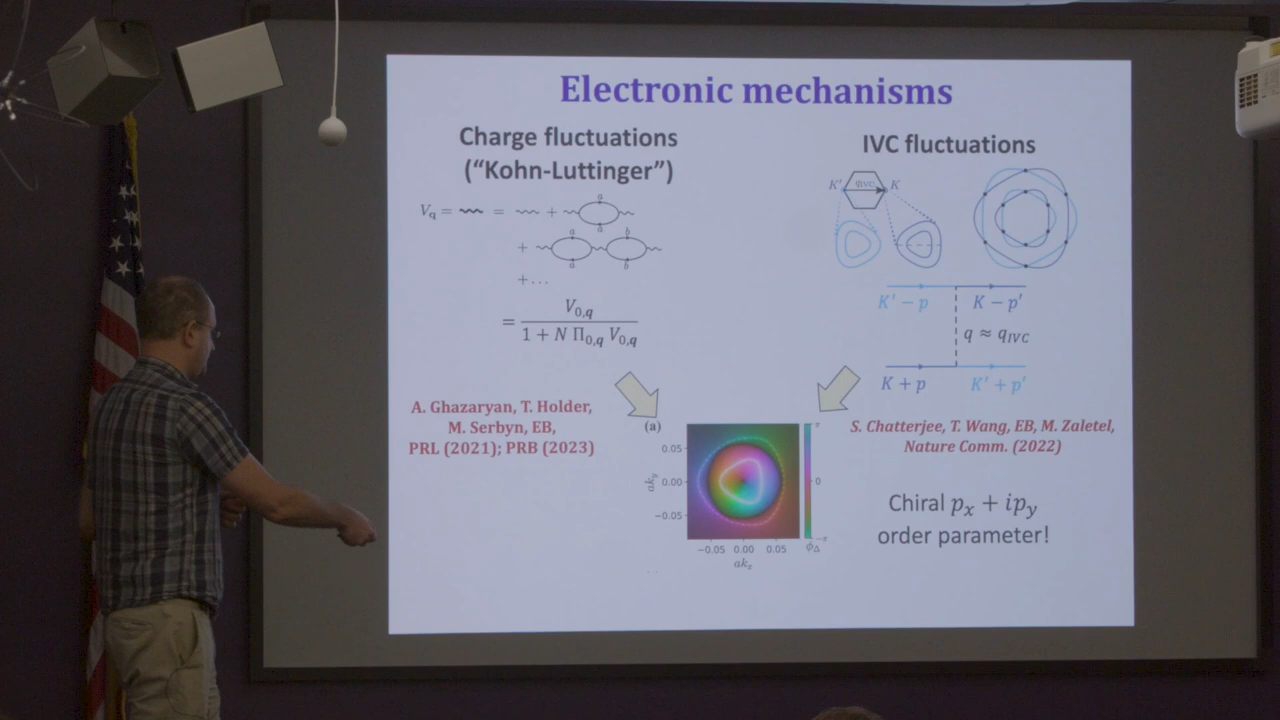 Electronic mechanisms
Charge fluctuations
("Kohn-Luttinger")
V_q = = + a a
+ a a b b
+ ...
= V_{0,q} / 1 + N Π_{0,q} V_{0,q}
A. Ghazaryan, T. Holder,
M. Serbyn, EB,
PRL (2021); PRB (2023)
IVC fluctuations
K' q_IVC K
K' − p K − p'
q ≈ q_IVC
K + p K' + p'
S. Chatterjee, T. Wang, EB, M. Zaletel,
Nature Comm. (2022)
(a)
0.05
0.00
−0.05
ak_y
−0.05 0.00 0.05
ak_x
π
0
−π
ϕ_Δ
Chiral p_x + ip_y
order parameter!